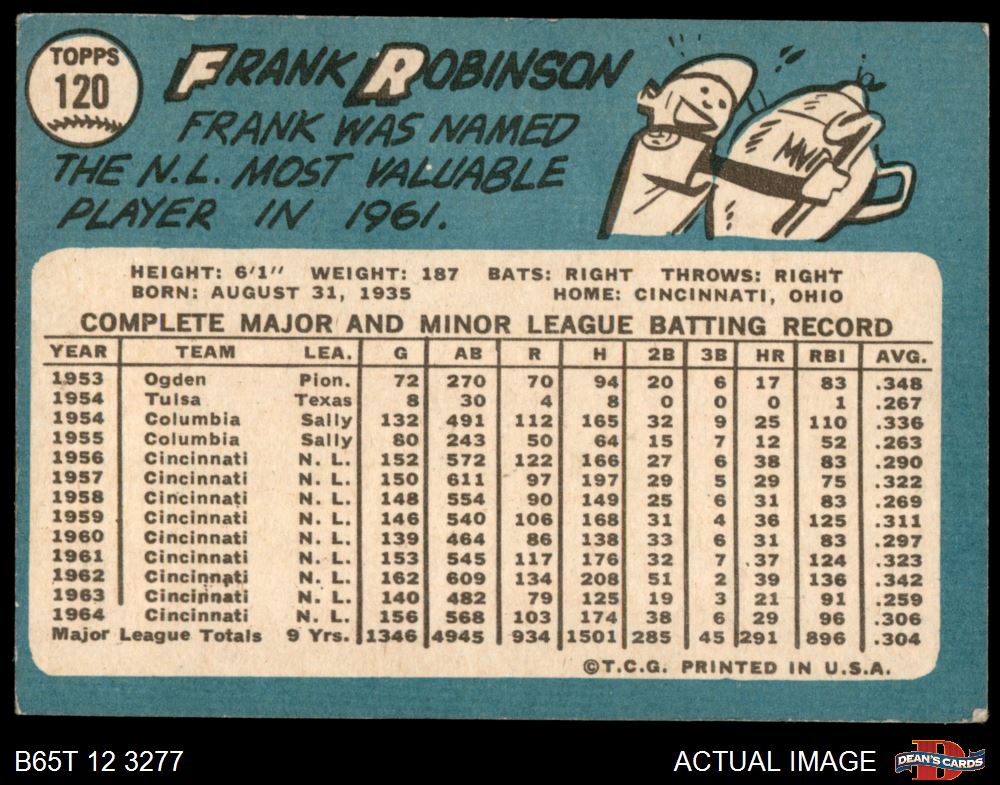 TOPPS
120
FRANK ROBINSON
FRANK WAS NAMED
THE N.L. MOST VALUABLE
PLAYER IN 1961.
MVP
HEIGHT: 6'1" WEIGHT: 187 BATS: RIGHT THROWS: RIGHT
BORN: AUGUST 31, 1935 HOME: CINCINNATI, OHIO
COMPLETE MAJOR AND MINOR LEAGUE BATTING RECORD
YEAR TEAM LEA. G AB R H 2B 3B HR RBI AVG.
1953 Ogden Pion. 72 270 70 94 20 6 17 83 .348
1954 Tulsa Texas 8 30 4 8 0 0 0 1 .267
1954 Columbia Sally 132 491 112 165 32 9 25 110 .336
1955 Columbia Sally 80 243 50 64 15 7 12 52 .263
1956 Cincinnati N. L. 152 572 122 166 27 6 38 83 .290
1957 Cincinnati N. L. 150 611 97 197 29 5 29 75 .322
1958 Cincinnati N. L. 148 554 90 149 25 6 31 83 .269
1959 Cincinnati N. L. 146 540 106 168 31 4 36 125 .311
1960 Cincinnati N. L. 139 464 86 138 33 6 31 83 .297
1961 Cincinnati N. L. 153 545 117 176 32 7 37 124 .323
1962 Cincinnati N. L. 162 609 134 208 51 2 39 136 .342
1963 Cincinnati N. L. 140 482 79 125 19 3 21 91 .259
1964 Cincinnati N. L. 156 568 103 174 38 6 29 96 .306
Major League Totals 9 Yrs. 1346 4945 934 1501 285 45 291 896 .304
©T.C.G. PRINTED IN U.S.A.
B65T 12 3277
ACTUAL IMAGE
DEAN'S CARDS